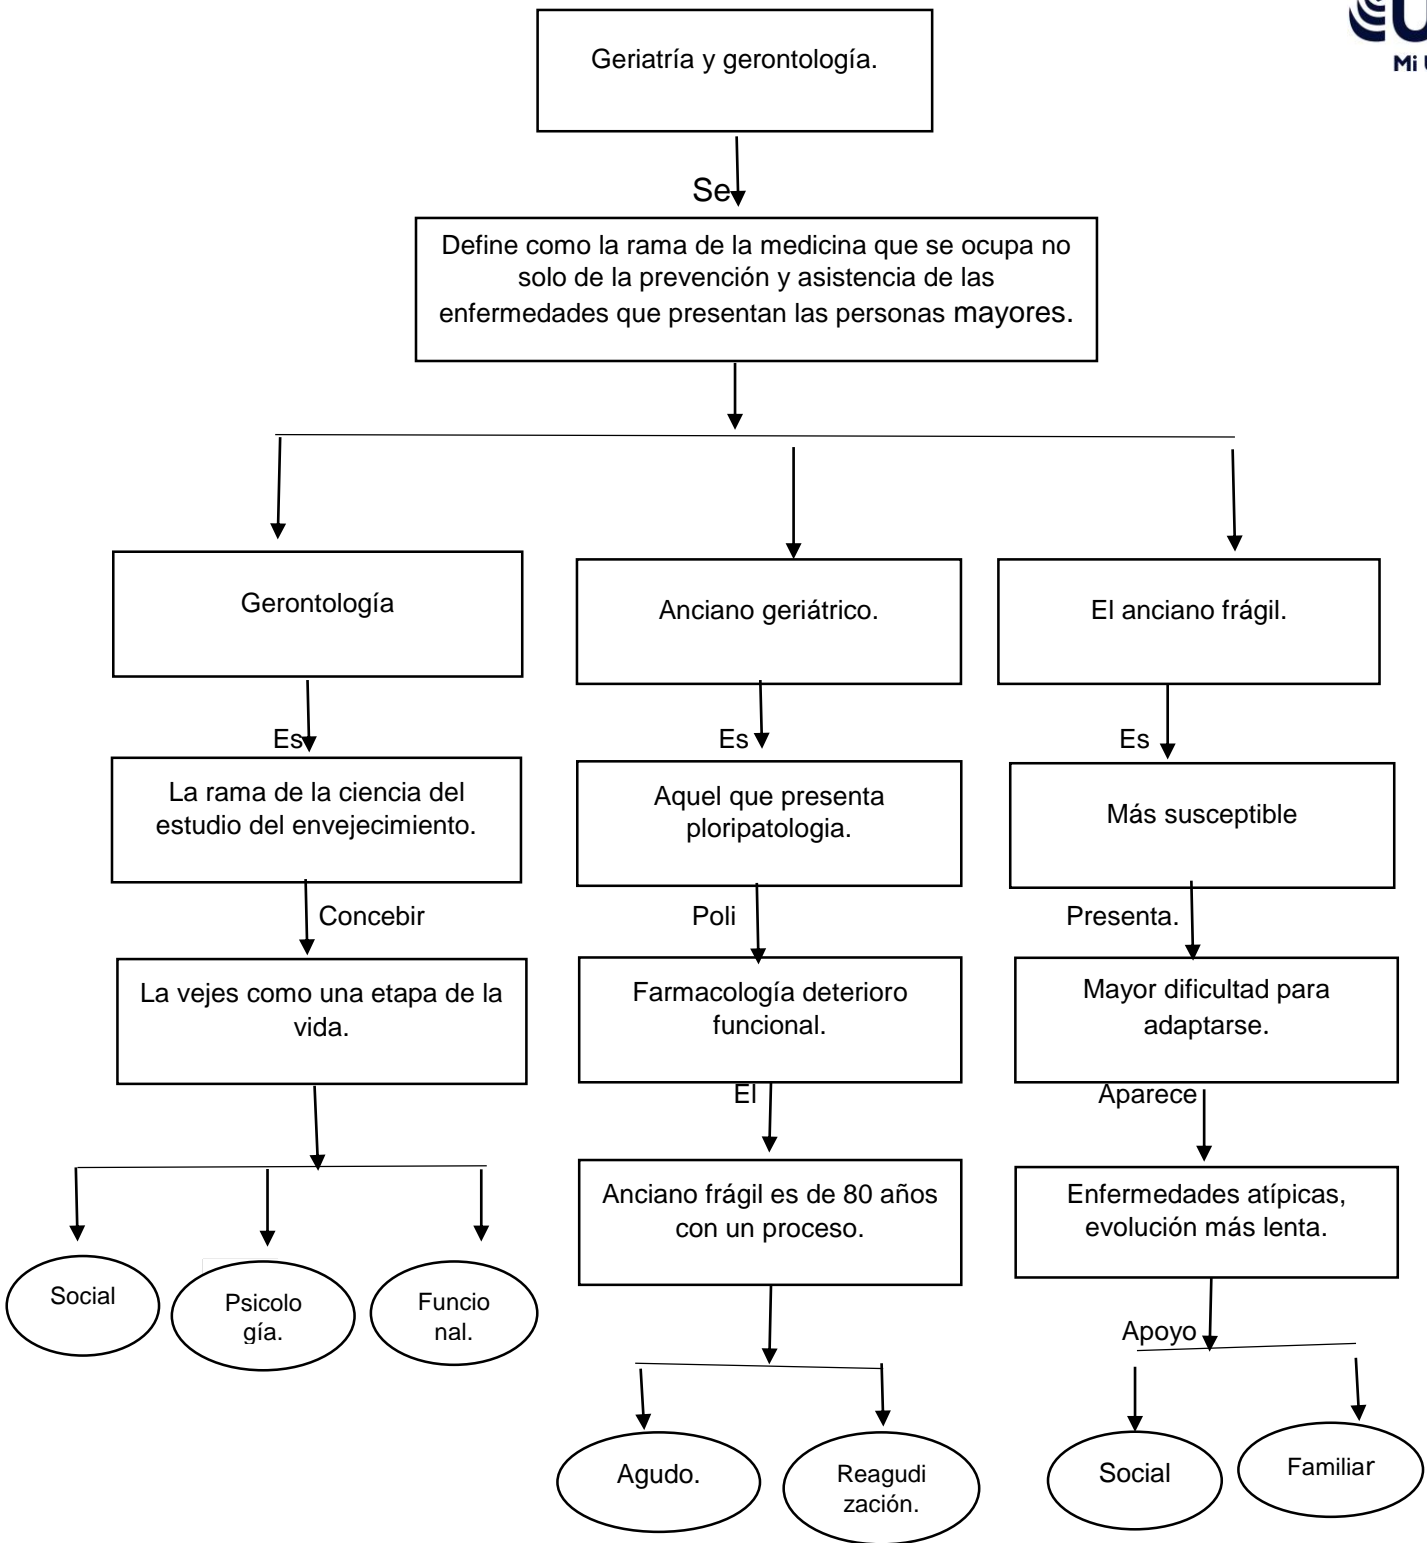 Mi U
Geriatría y gerontología.
Se
Define como la rama de la medicina que se ocupa no
solo de la prevención y asistencia de las
enfermedades que presentan las personas mayores.
Gerontología
Anciano geriátrico.
El anciano frágil.
Es
Es
Es
La rama de la ciencia del
estudio del envejecimiento.
Aquel que presenta
ploripatologia.
Más susceptible
Concebir
Poli
Presenta.
La vejes como una etapa de la
vida.
Farmacología deterioro
funcional.
Mayor dificultad para
adaptarse.
El
Aparece
Anciano frágil es de 80 años
con un proceso.
Enfermedades atípicas,
evolución más lenta.
Social
Psicolo
gía.
Funcio
nal.
Apoyo
Agudo.
Reagudi
zación.
Social
Familiar